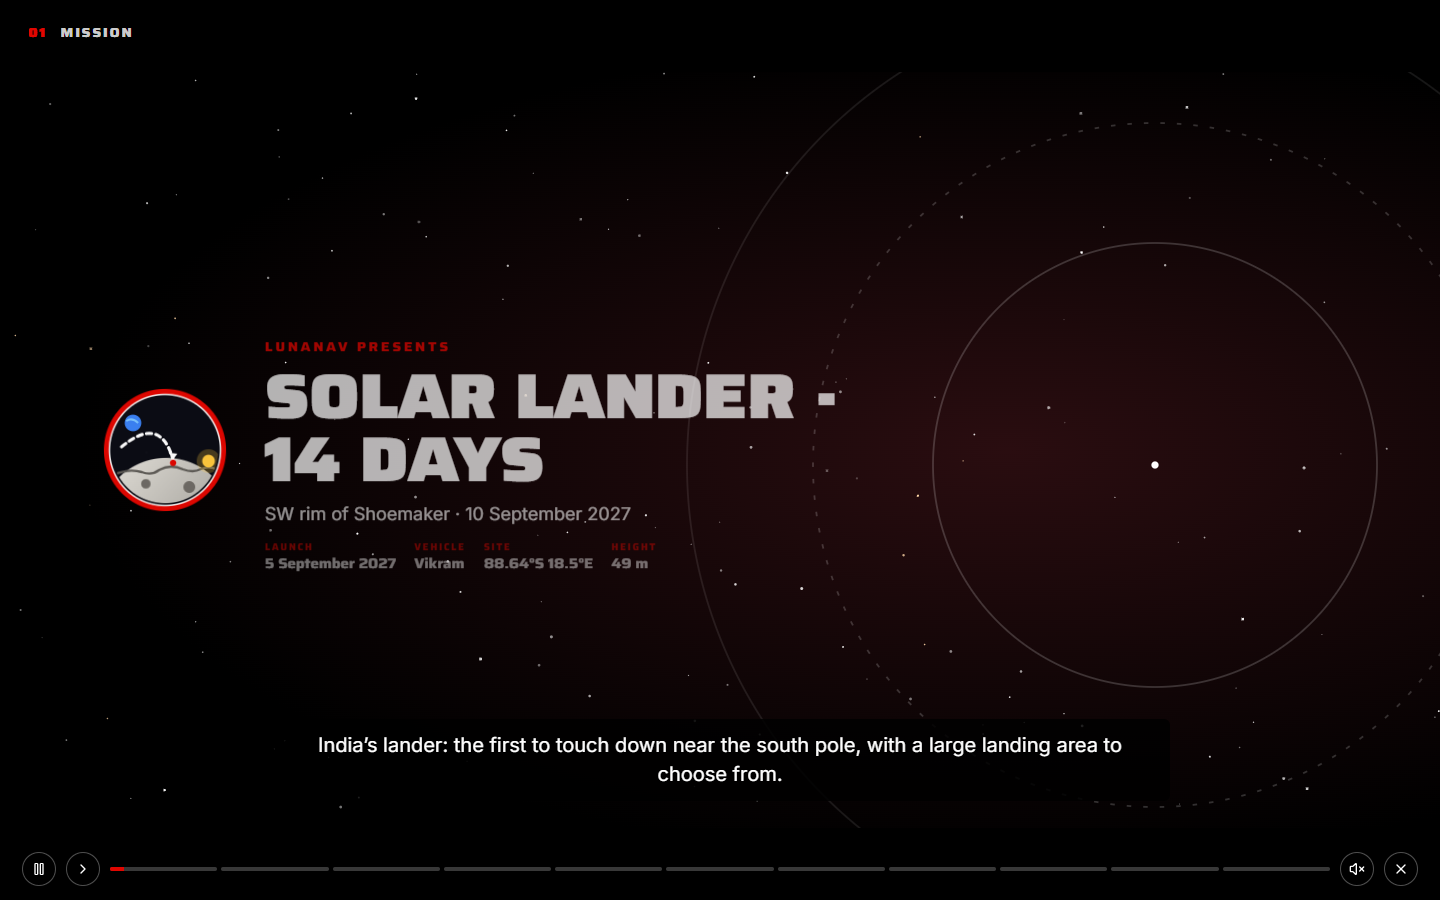 01 MISSION
LUNANAV PRESENTS
SOLAR LANDER -
14 DAYS
SW rim of Shoemaker · 10 September 2027
LAUNCH VEHICLE SITE HEIGHT
5 September 2027 Vikram 88.64°S 18.5°E 49 m
India’s lander: the first to touch down near the south pole, with a large landing area to
choose from.